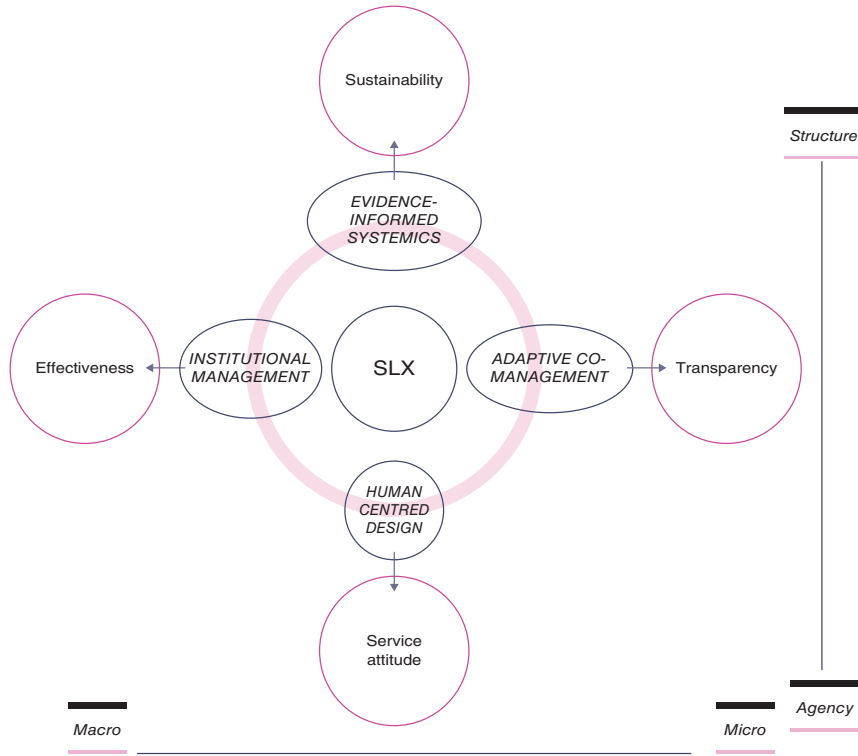 Sustainability
Structure
EVIDENCE-
INFORMED
SYSTEMICS
Effectiveness
INSTITUTIONAL
MANAGEMENT
SLX
ADAPTIVE CO-
MANAGEMENT
Transparency
HUMAN
CENTRED
DESIGN
Service
attitude
Agency
Macro
Micro